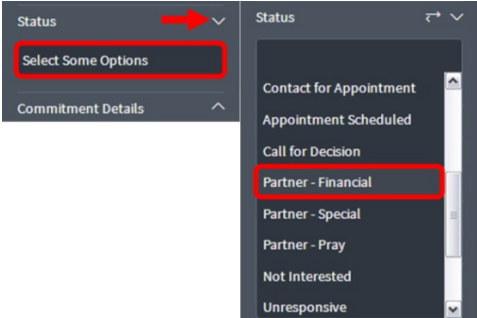 Status
Select Some Options
Commitment Details
Status
Contact for Appointment
Appointment Scheduled
Call for Decision
Partner - Financial
Partner - Special
Partner - Pray
Not Interested
Unresponsive